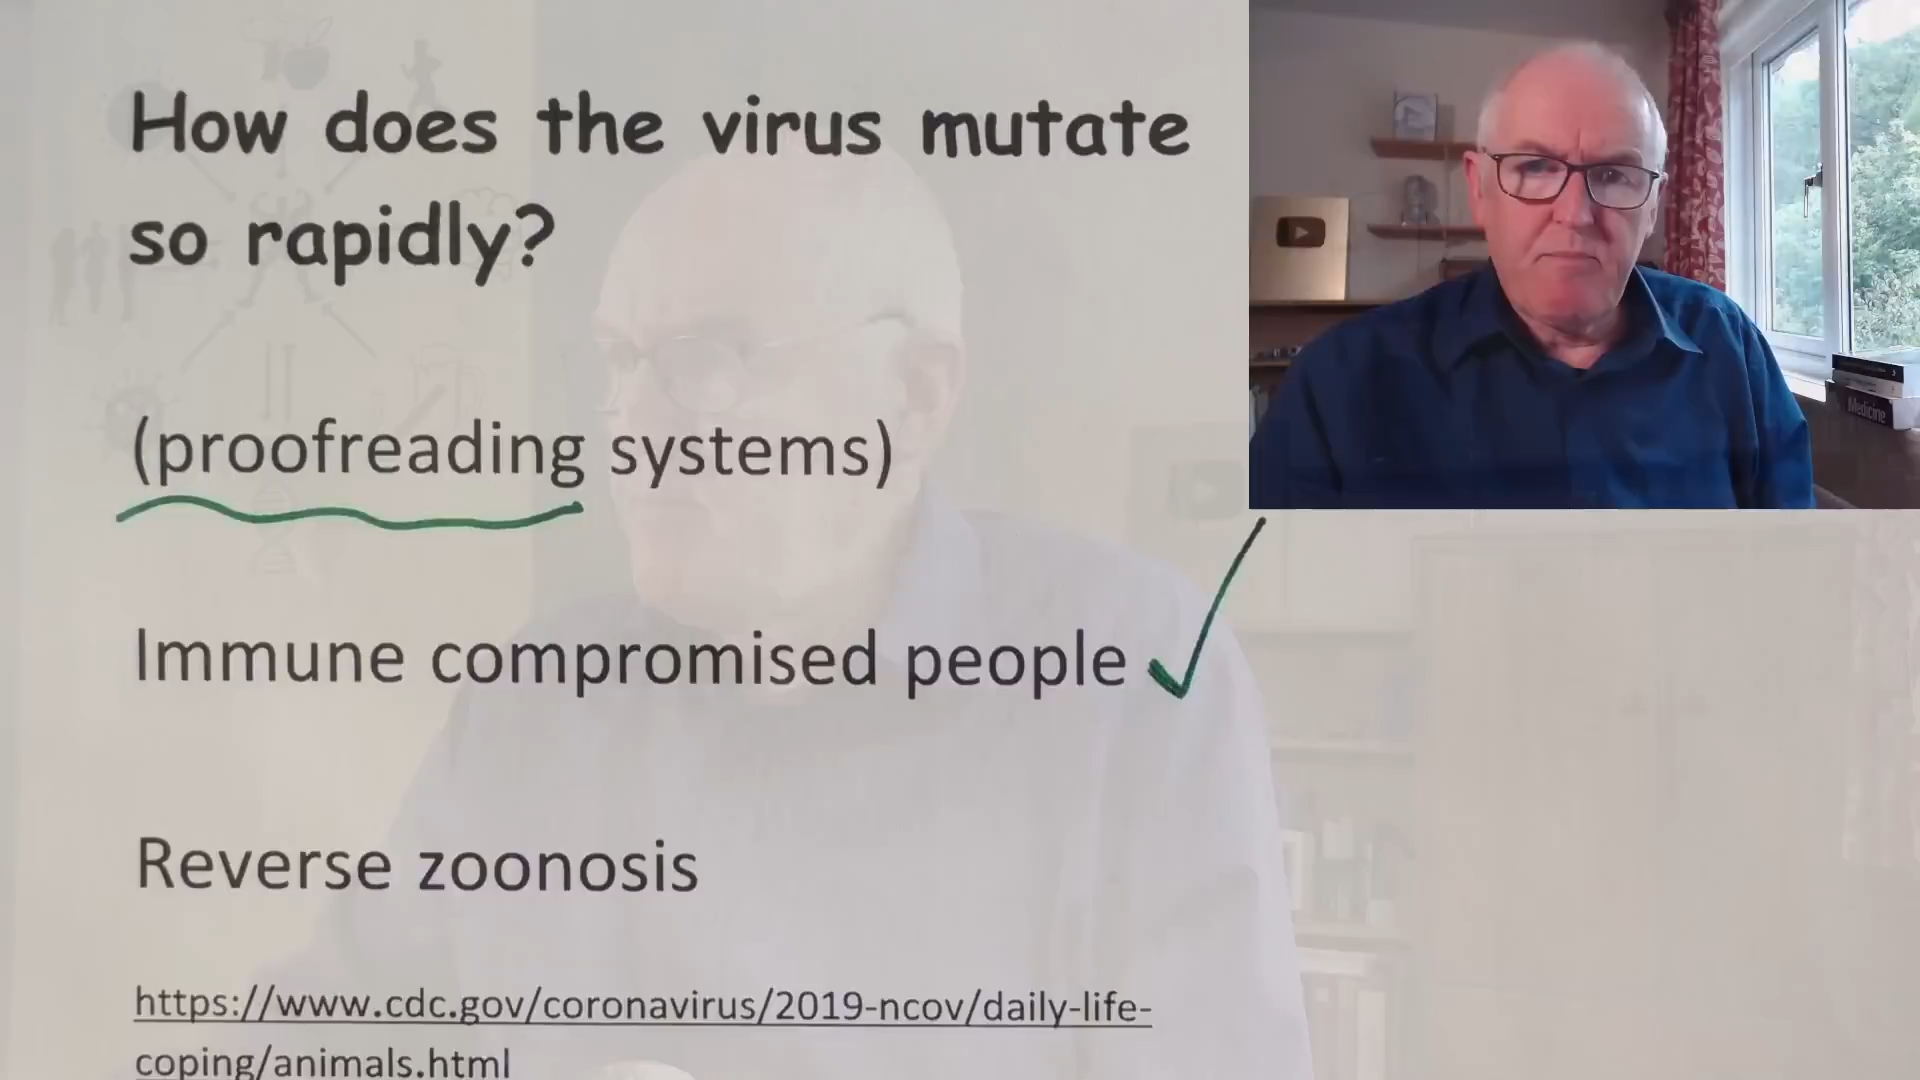 How does the virus mutate
so rapidly?
(proofreading systems)
Immune compromised people
Reverse zoonosis
https://www.cdc.gov/coronavirus/2019-ncov/daily-life-
coping/animals.html
Medicine